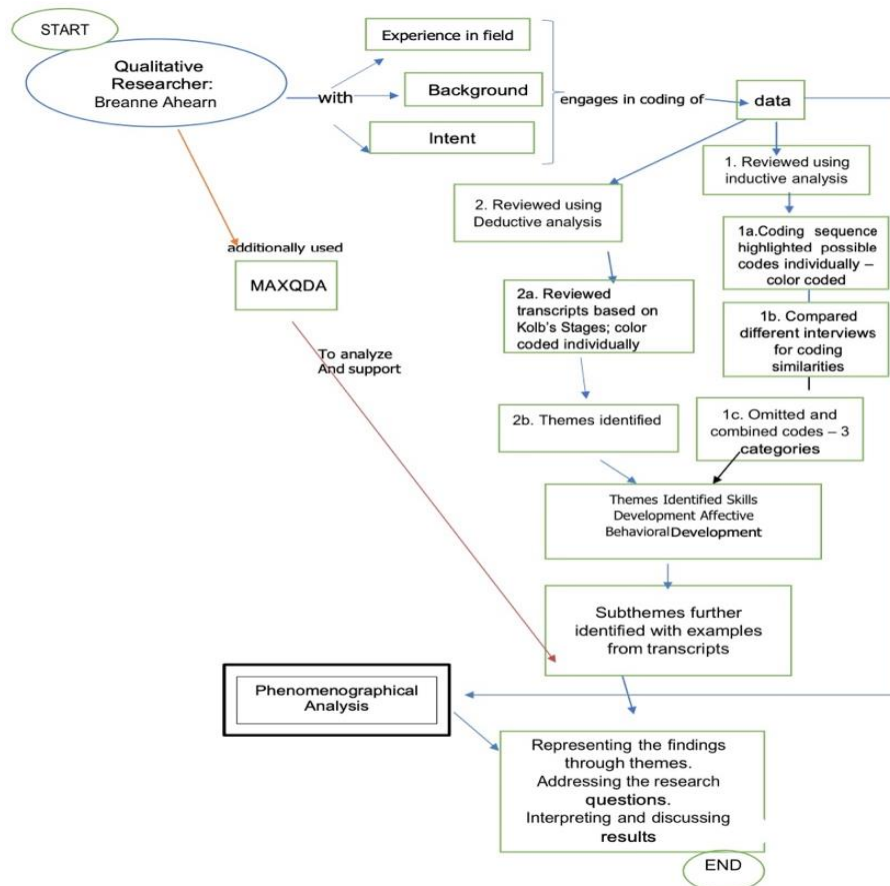 START
Qualitative
Researcher:
Breanne Ahearn
with
Experience in field
Background
Intent
engages in coding of
data
1. Reviewed using
inductive analysis
1a.Coding sequence
highlighted possible
codes individually –
color coded
1b. Compared
different interviews
for coding
similarities
1c. Omitted and
combined codes – 3
categories
2. Reviewed using
Deductive analysis
2a. Reviewed
transcripts based on
Kolb's Stages; color
coded individually
2b. Themes identified
additionally used
MAXQDA
To analyze
And support
Themes Identified Skills
Development Affective
Behavioral Development
Subthemes further
identified with examples
from transcripts
Phenomenographical
Analysis
Representing the findings
through themes.
Addressing the research
questions.
Interpreting and discussing
results
END